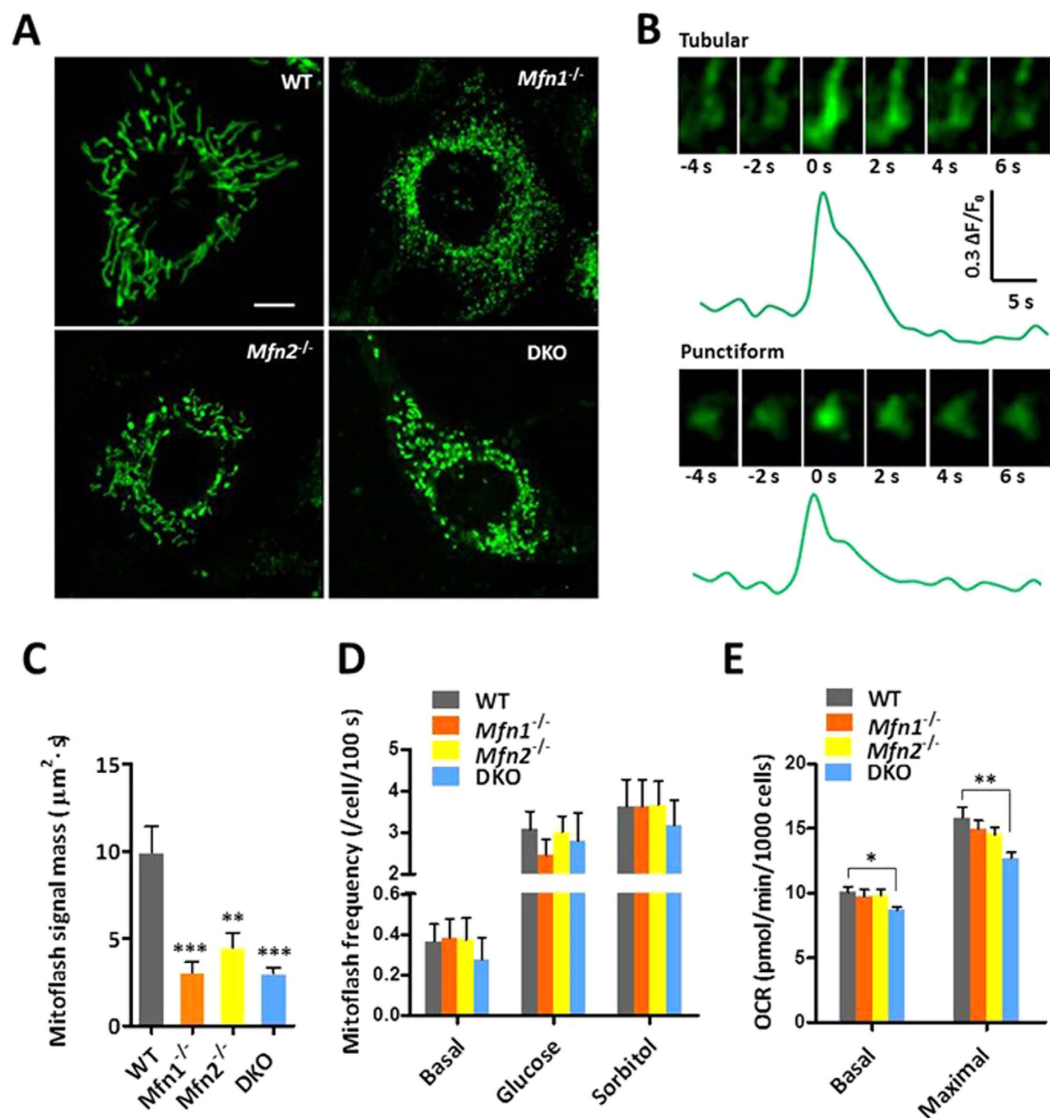 A
WT
Mfn1-/-
Mfn2-/-
DKO
B
Tubular
-4 s -2 s 0 s 2 s 4 s 6 s
0.3 ΔF/F0
5 s
Punctiform
-4 s -2 s 0 s 2 s 4 s 6 s
C
Mitoflash signal mass (µm2· s)
15
10
5
0
***
**
***
WT
Mfn1-/-
Mfn2-/-
DKO
D
WT
Mfn1-/-
Mfn2-/-
DKO
Mitoflash frequency (/cell/100 s)
5
4
3
2
0.6
0.4
0.2
0.0
Basal
Glucose
Sorbitol
E
WT
Mfn1-/-
Mfn2-/-
DKO
OCR (pmol/min/1000 cells)
20
15
10
5
0
*
**
Basal
Maximal